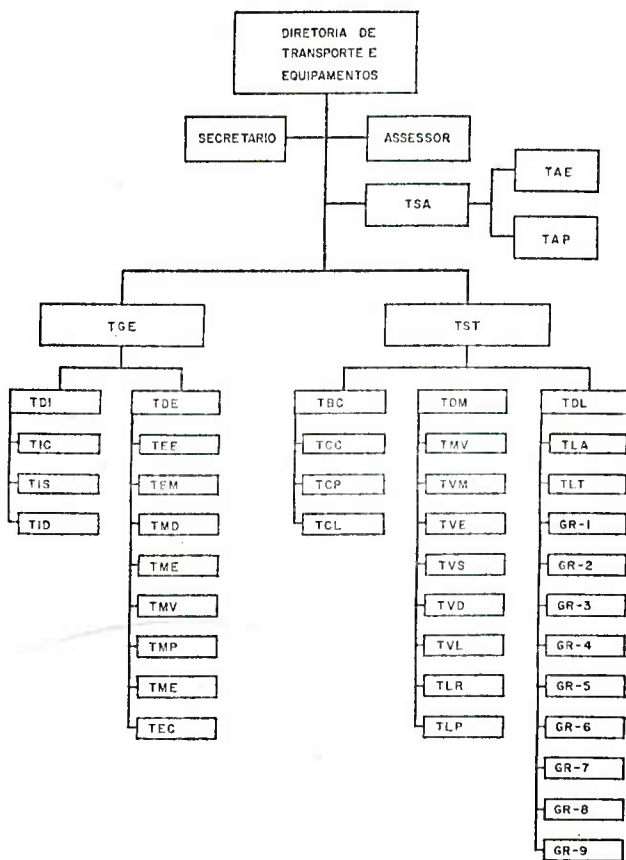 DIRETORIA DE
TRANSPORTE E
EQUIPAMENTOS
SECRETARIO
ASSESSOR
TSA
TAE
TAP
TGE
TST
TDI
TIC
TIS
TID
TDE
TEE
TEM
TMD
TME
TMV
TMP
TME
TEC
TCC
TCP
TCL
TDM
TMV
TVM
TVE
TVS
TVD
TVL
TLR
TLP
TDL
TLA
TLT
GR-1
GR-2
GR-3
GR-4
GR-5
GR-6
GR-7
GR-8
GR-9